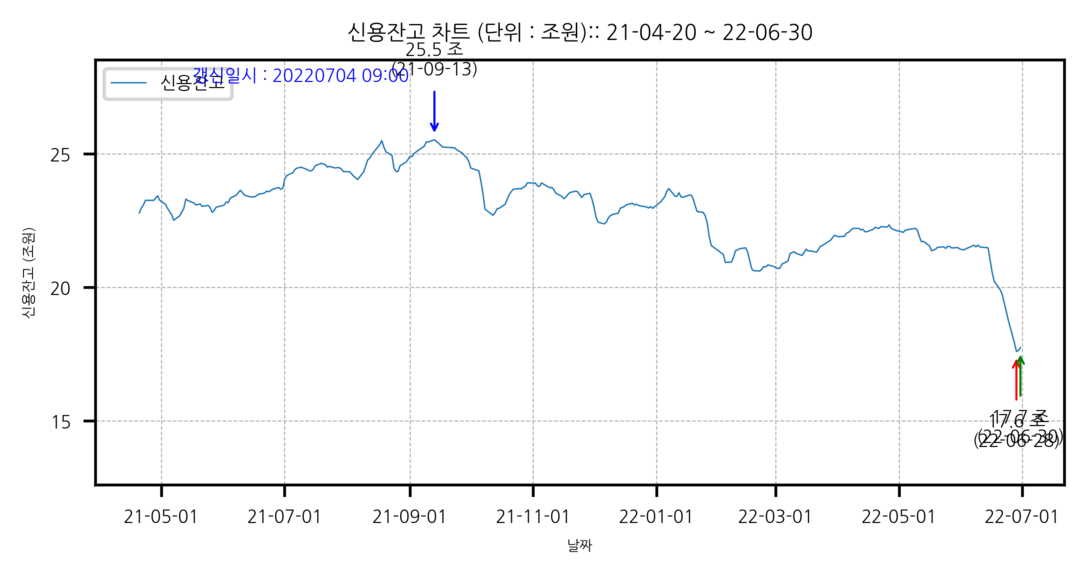 신용잔고 차트 (단위 : 조원):: 21-04-20 ~ 22-06-30
25.5 조
(21-09-13)
갱신일시 : 20220704 09:00
신용잔고
25
20
15
신용잔고 (조원)
17.7 조
(22-06-30)
17.6 조
(22-06-28)
21-05-01
21-07-01
21-09-01
21-11-01
22-01-01
22-03-01
22-05-01
22-07-01
날짜